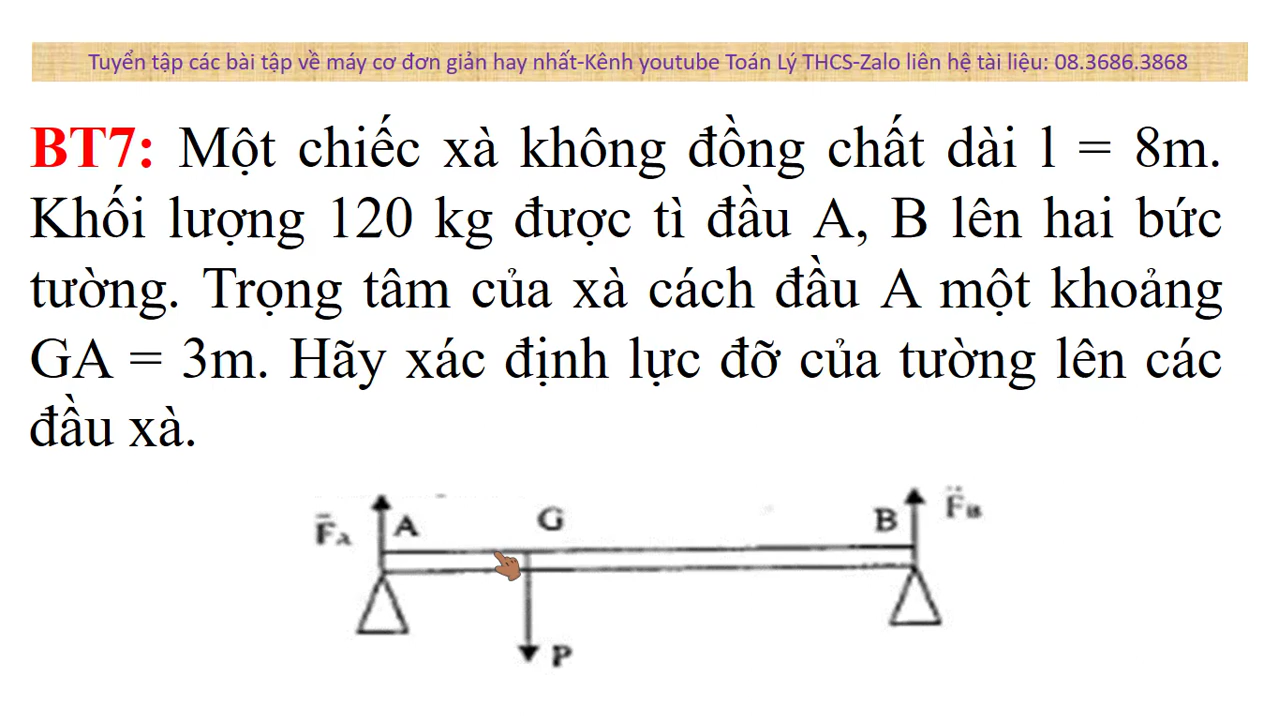 Tuyển tập các bài tập về máy cơ đơn giản hay nhất-Kênh youtube Toán Lý THCS-Zalo liên hệ tài liệu: 08.3686.3868
BT7: Một chiếc xà không đồng chất dài l = 8m.
Khối lượng 120 kg được tì đầu A, B lên hai bức
tường. Trọng tâm của xà cách đầu A một khoảng
GA = 3m. Hãy xác định lực đỡ của tường lên các
đầu xà.
FA A G B FB
P